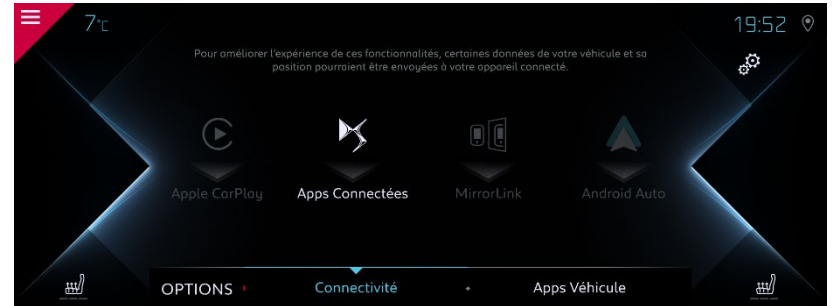 7°C
19:52
Pour améliorer l'expérience de ces fonctionnalités, certaines données de votre véhicule et sa
position pourraient être envoyées à votre appareil connecté.
Apple CarPlay
Apps Connectées
MirrorLink
Android Auto
OPTIONS
Connectivité
Apps Véhicule